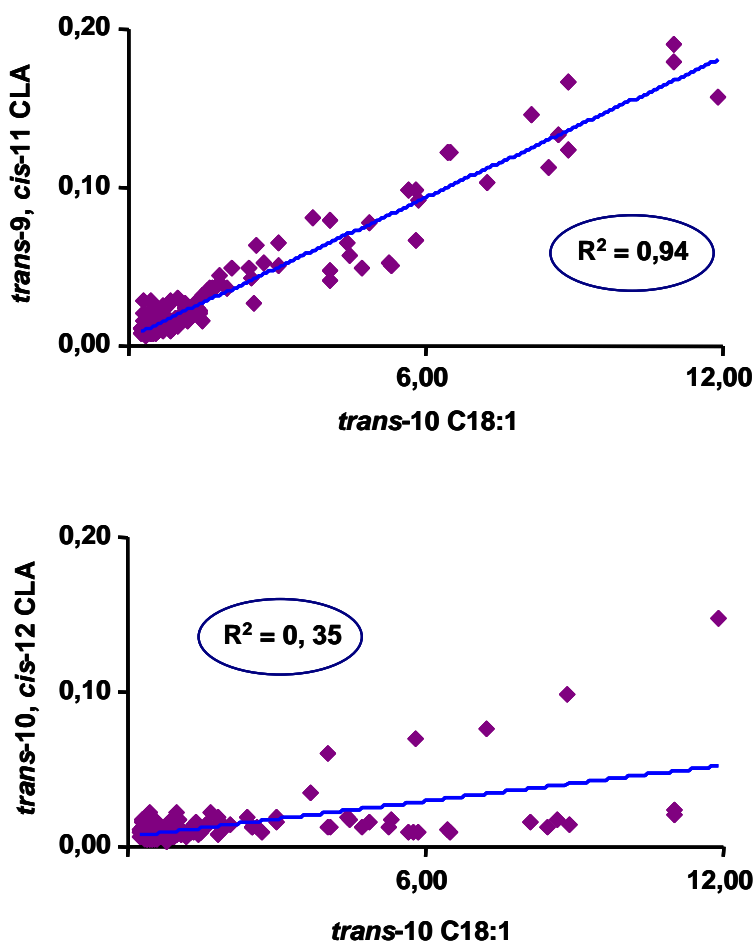 0,20
trans-9, cis-11 CLA
0,10
R² = 0,94
0,00
6,00
12,00
trans-10 C18:1
0,20
trans-10, cis-12 CLA
R² = 0, 35
0,10
0,00
6,00
12,00
trans-10 C18:1